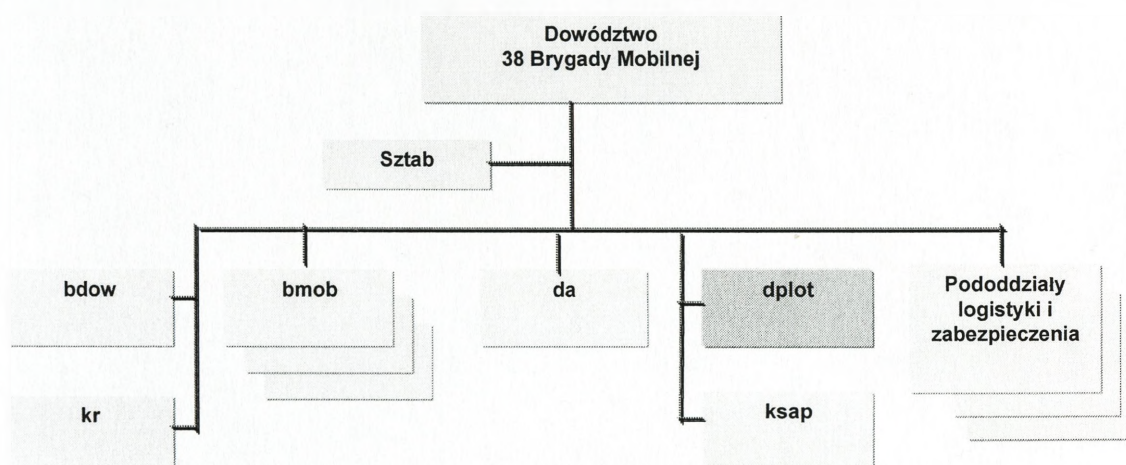 Dowództwo
38 Brygady Mobilnej
Sztab
bdow
bmob
da
dplot
Pododdziały
logistyki i
zabezpieczenia
kr
ksap